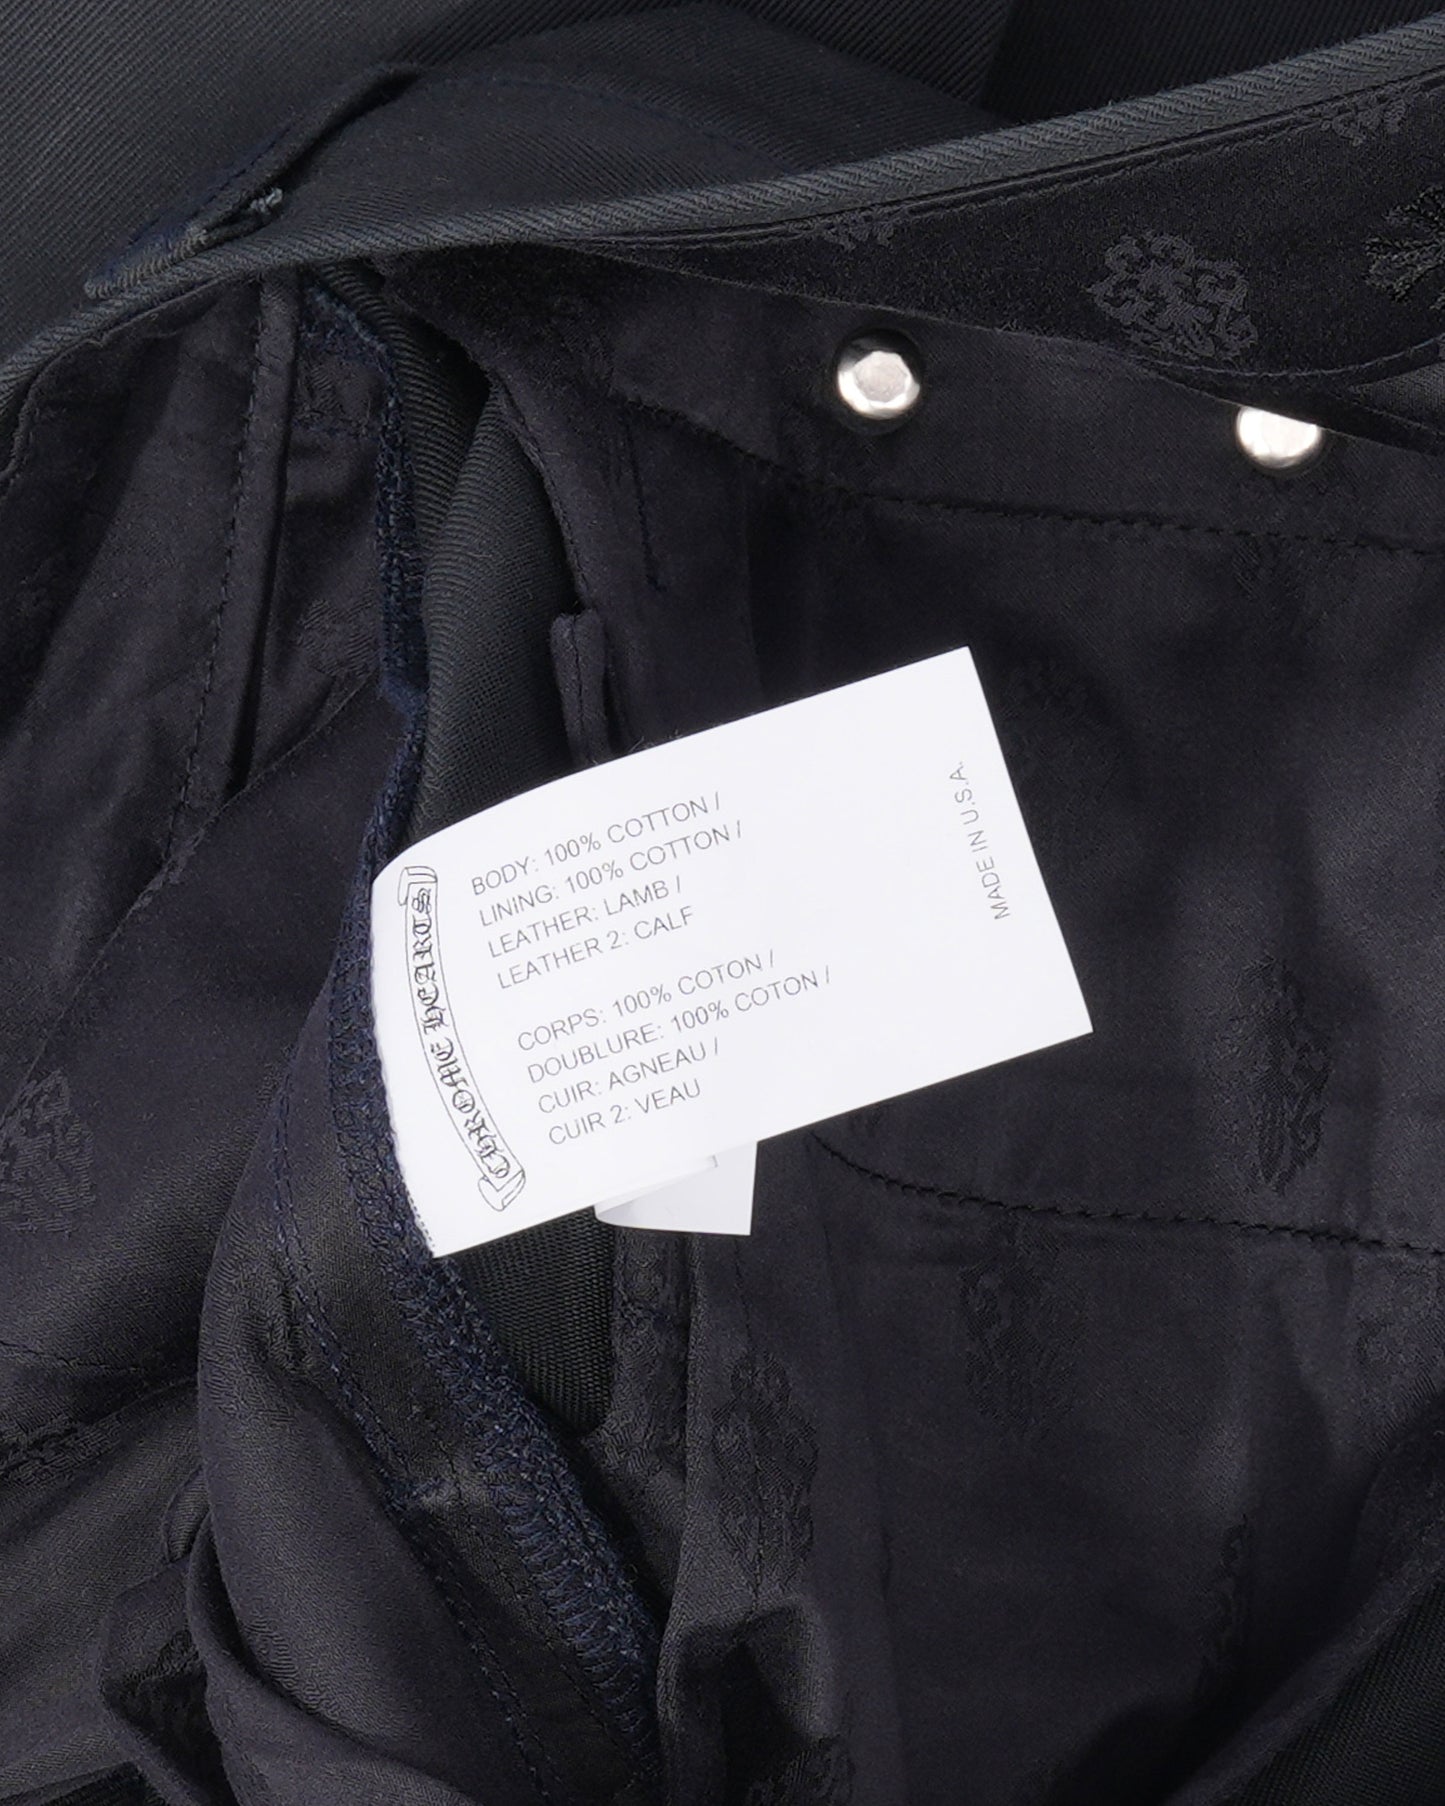 CHROME HEARTS
BODY: 100% COTTON /
LINING: 100% COTTON /
LEATHER: LAMB /
LEATHER 2: CALF
CORPS: 100% COTON /
DOUBLURE: 100% COTON /
CUIR: AGNEAU /
CUIR 2: VEAU
MADE IN U.S.A.